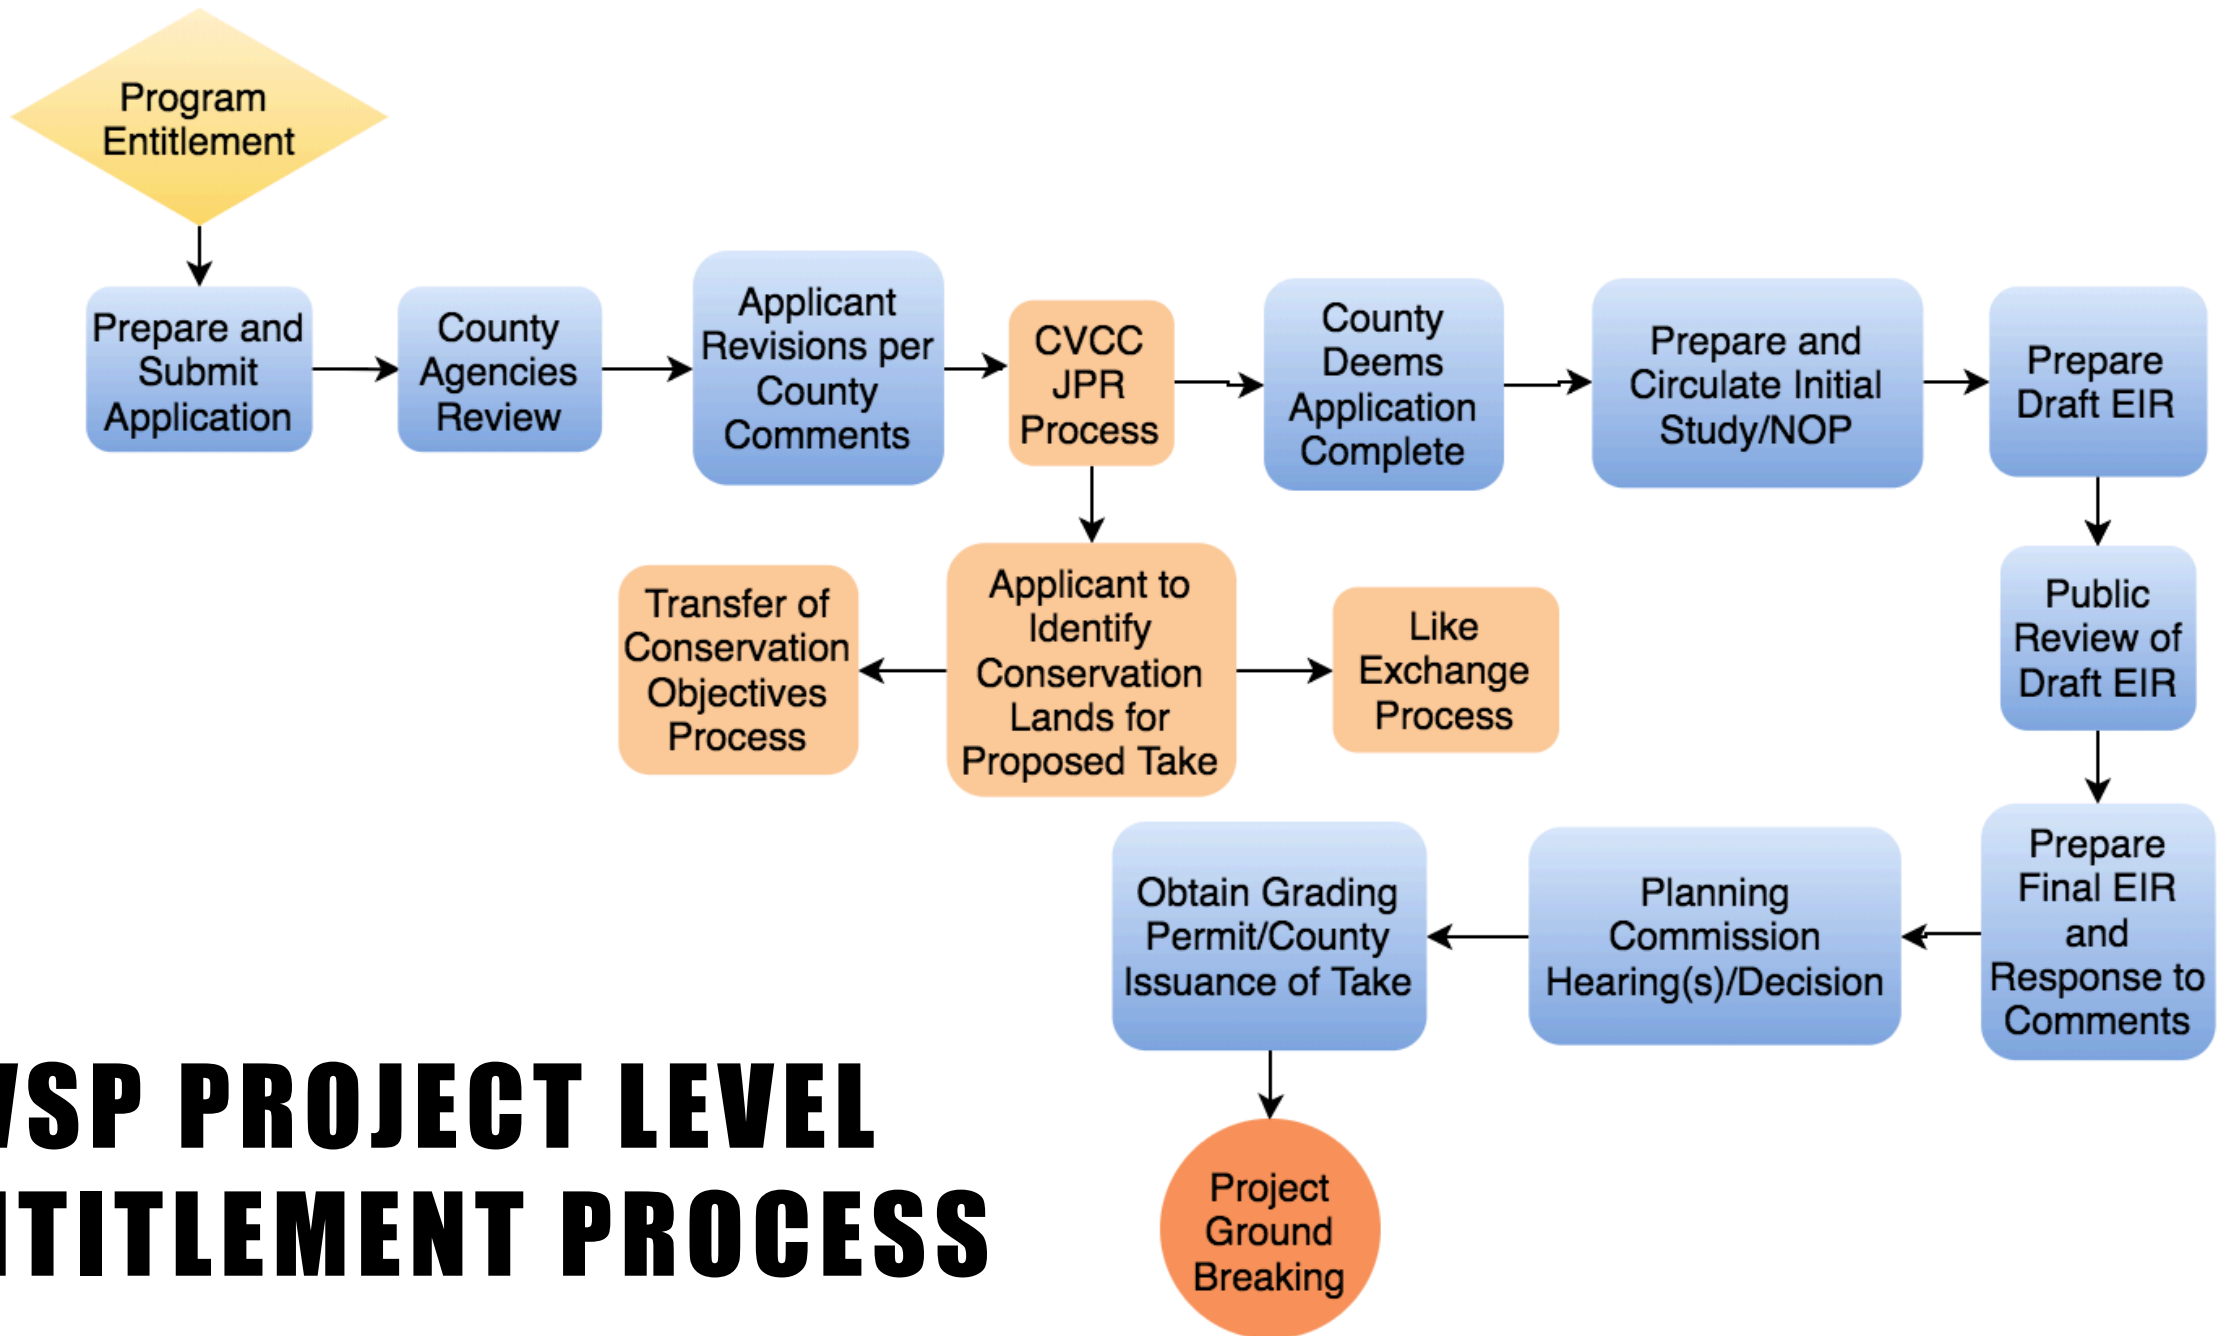 Program
Entitlement
Prepare and
Submit
Application
County
Agencies
Review
Applicant
Revisions per
County
Comments
CVCC
JPR
Process
County
Deems
Application
Complete
Prepare and
Circulate Initial
Study/NOP
Prepare
Draft EIR
Transfer of
Conservation
Objectives
Process
Applicant to
Identify
Conservation
Lands for
Proposed Take
Like
Exchange
Process
Public
Review of
Draft EIR
Obtain Grading
Permit/County
Issuance of Take
Planning
Commission
Hearing(s)/Decision
Prepare
Final EIR
and
Response to
Comments
Project
Ground
Breaking
PROJECT LEVEL
PROCESS